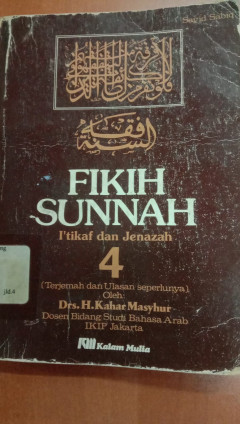 Sayid Sabiq
فقه السنة
FIKIH
SUNNAH
I'tikaf dan Jenazah
4
(Terjemah dan Ulasan seperlunya)
Oleh:
Drs. H. Kahar Masyhur
Dosen Bidang Studi Bahasa Arab
IKIP Jakarta
KM Kalam Mulia